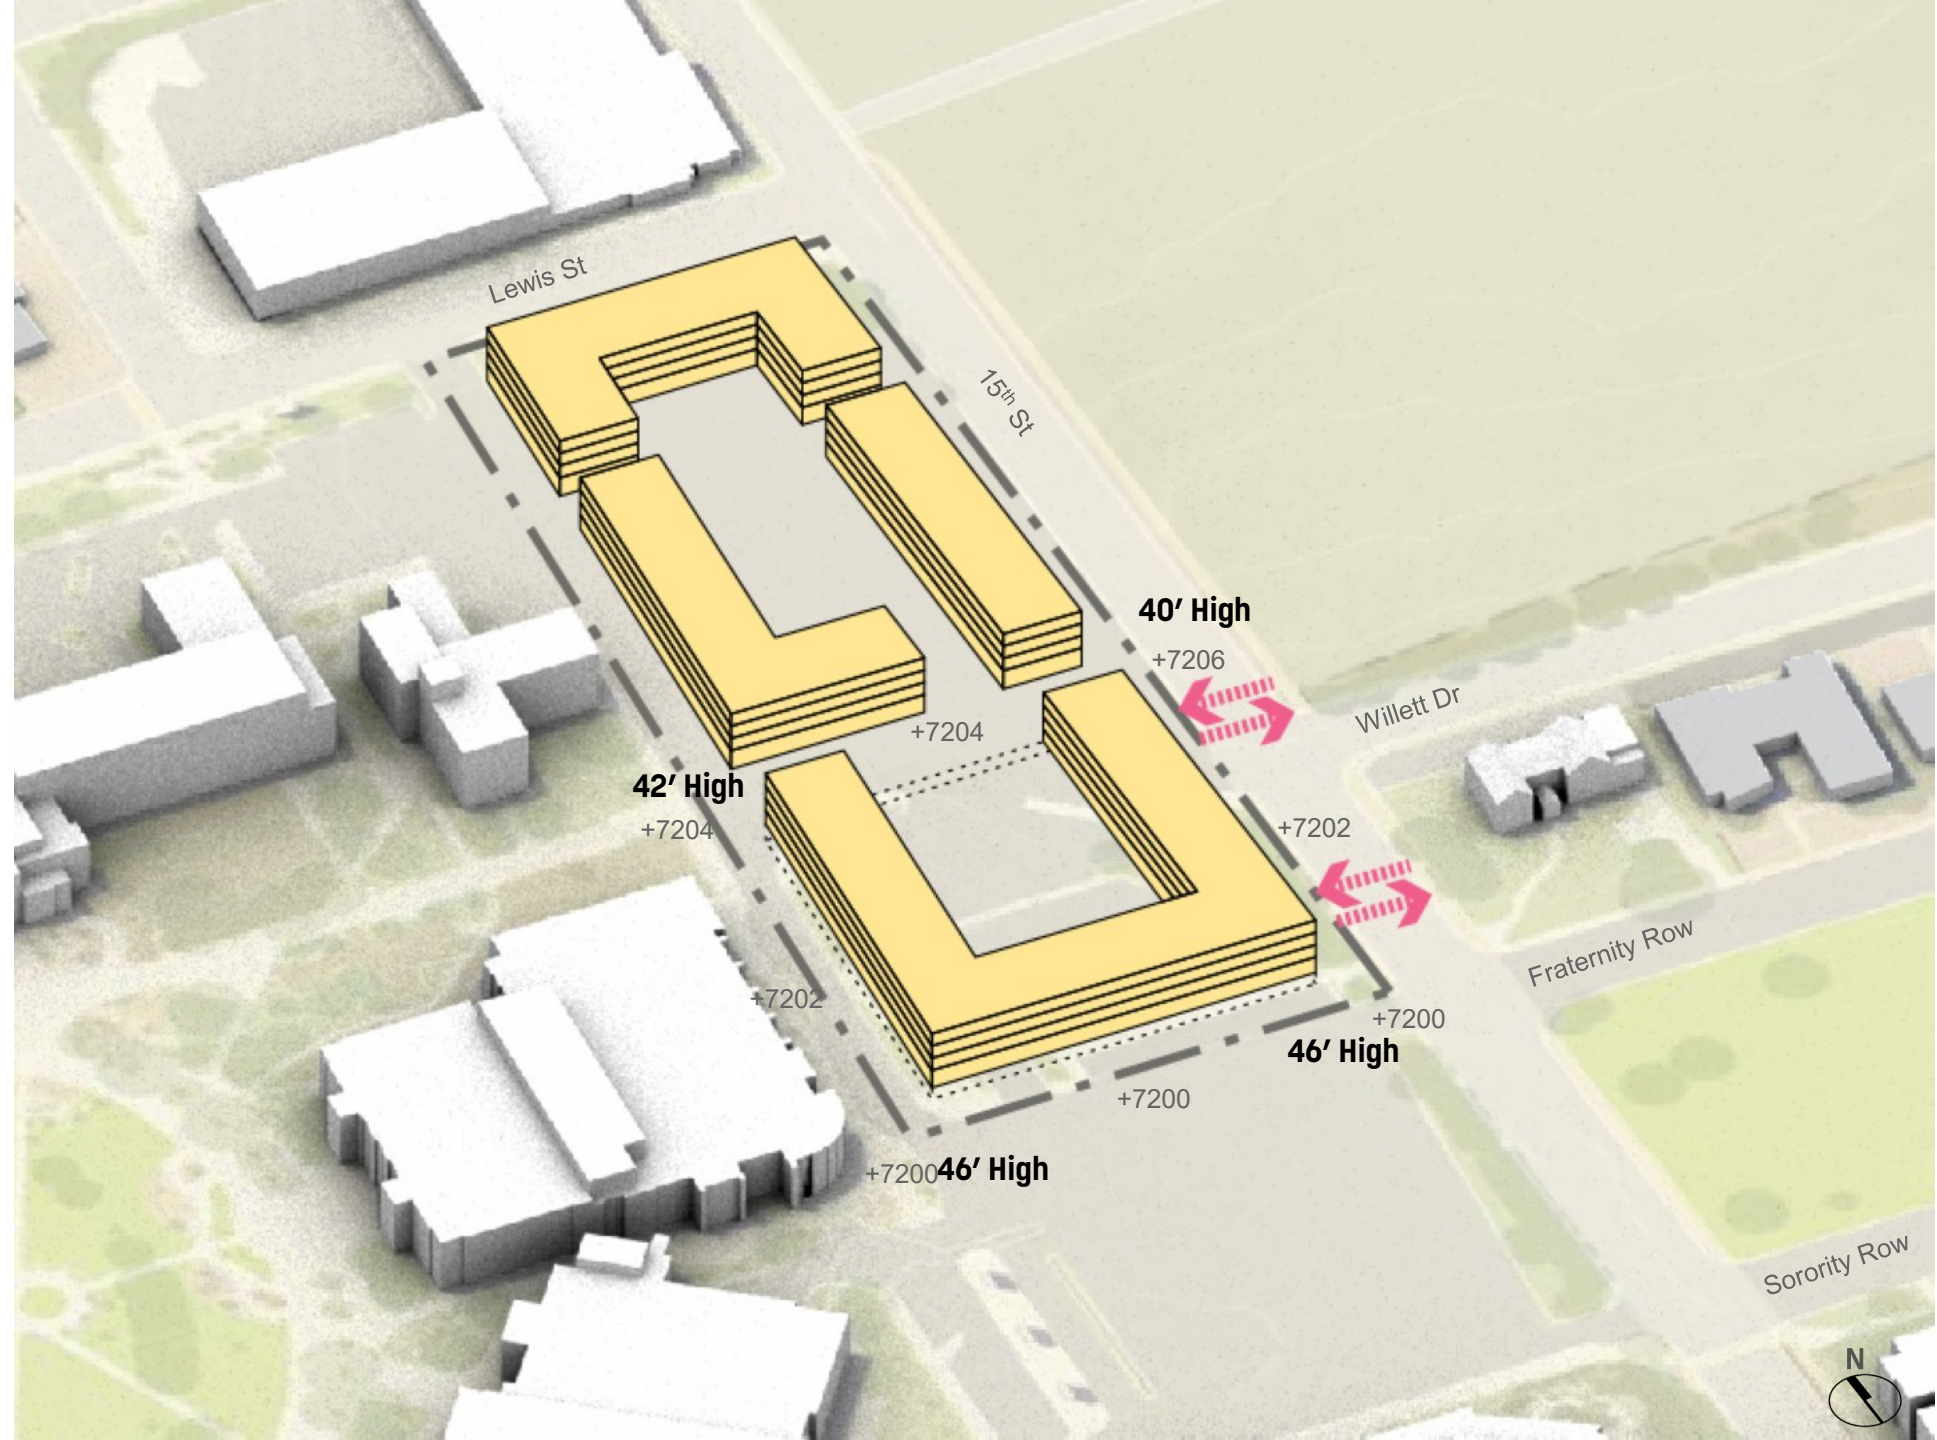 Lewis St
15th St
40′ High
+7206
Willett Dr
+7204
42′ High
+7204
+7202
Fraternity Row
+7202
+7200
46′ High
+7200
+7200
46′ High
Sorority Row
N